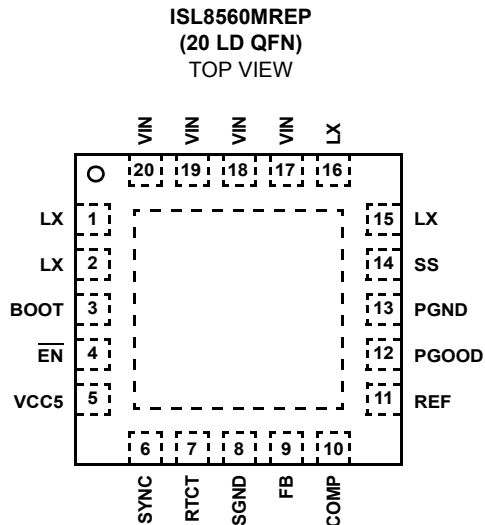 ISL8560MREP
(20 LD QFN)
TOP VIEW
VIN VIN VIN VIN LX
20 19 18 17 16
LX 1
LX 2
BOOT 3
EN 4
VCC5 5
15 LX
14 SS
13 PGND
12 PGOOD
11 REF
6 7 8 9 10
SYNC RTCT SGND FB COMP